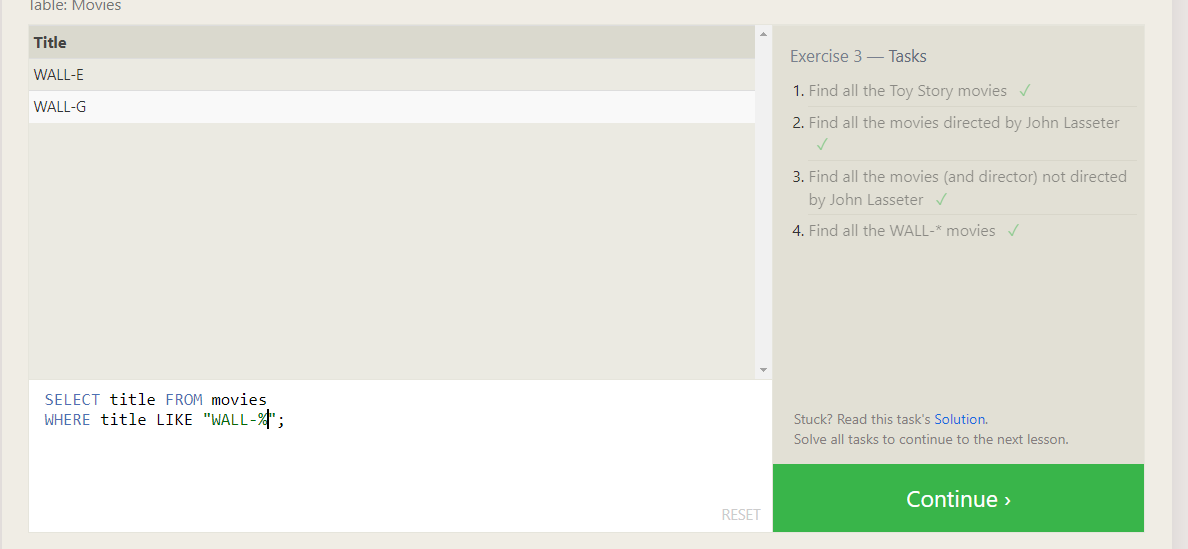 Table: Movies
Title
WALL-E
WALL-G
SELECT title FROM movies
WHERE title LIKE "WALL-%";
RESET
Exercise 3 — Tasks
1. Find all the Toy Story movies ✓
2. Find all the movies directed by John Lasseter
✓
3. Find all the movies (and director) not directed
by John Lasseter ✓
4. Find all the WALL-* movies ✓
Stuck? Read this task's Solution.
Solve all tasks to continue to the next lesson.
Continue ›